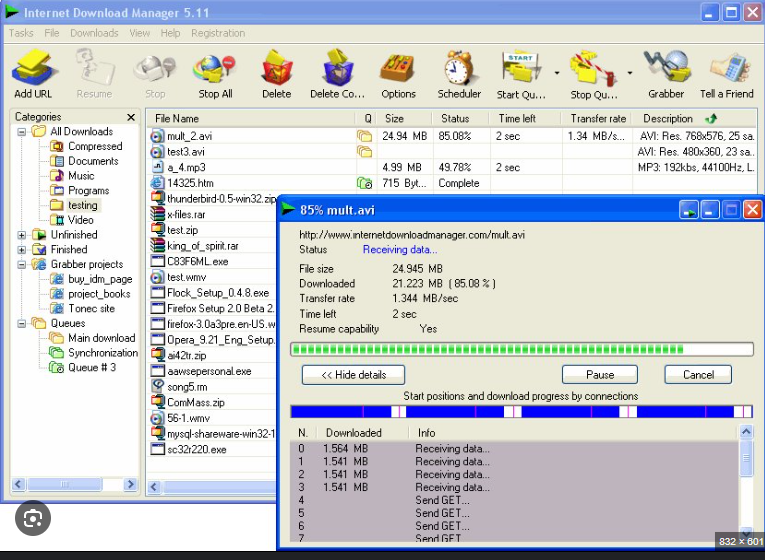 Internet Download Manager 5.11
Tasks File Downloads View Help Registration
Add URL Resume Stop Stop All Delete Delete Co... Options Scheduler Start Qu... Stop Qu... Grabber Tell a Friend
START
Categories
All Downloads
Compressed
Documents
Music
Programs
testing
Video
Unfinished
Finished
Grabber projects
buy_idm_page
project_books
Tonec site
Queues
Main download
Synchronization
Queue # 3
File Name Q Size Status Time left Transfer rate Description
mult_2.avi 24.94 MB 85.08% 2 sec 1.34 MB/s... AVI: Res. 768x576, 25 sa.
test3.avi AVI: Res. 480x360, 23 sa..
a_4.mp3 4.99 MB 49.78% 2 sec MP3: 192kbs, 44100Hz, L.
14325.htm 715 Byt... Complete
thunderbird-0.5-win32.zip
x-files.rar
test.zip
king_of_spirit.rar
C83F6ML.exe
test.wmv
Flock_Setup_0.4.8.exe
Firefox Setup 2.0 Beta 2.
firefox-3.0a3pre.en-US.w
Opera_9.21_Eng_Setup.
ai42tr.zip
aawsepersonal.exe
song5.rm
ComMass.zip
56-1.wmv
mysql-shareware-win32-1
sc32r220.exe
85% mult.avi
http://www.internetdownloadmanager.com/mult.avi
Status Receiving data...
File size 24.945 MB
Downloaded 21.223 MB ( 85.08 % )
Transfer rate 1.344 MB/sec
Time left 2 sec
Resume capability Yes
<< Hide details Pause Cancel
Start positions and download progress by connections
N. Downloaded Info
0 1.564 MB Receiving data...
1 1.541 MB Receiving data...
2 1.541 MB Receiving data...
3 1.541 MB Receiving data...
4 Send GET...
5 Send GET...
6 Send GET...
7 Send GET...
832 × 601